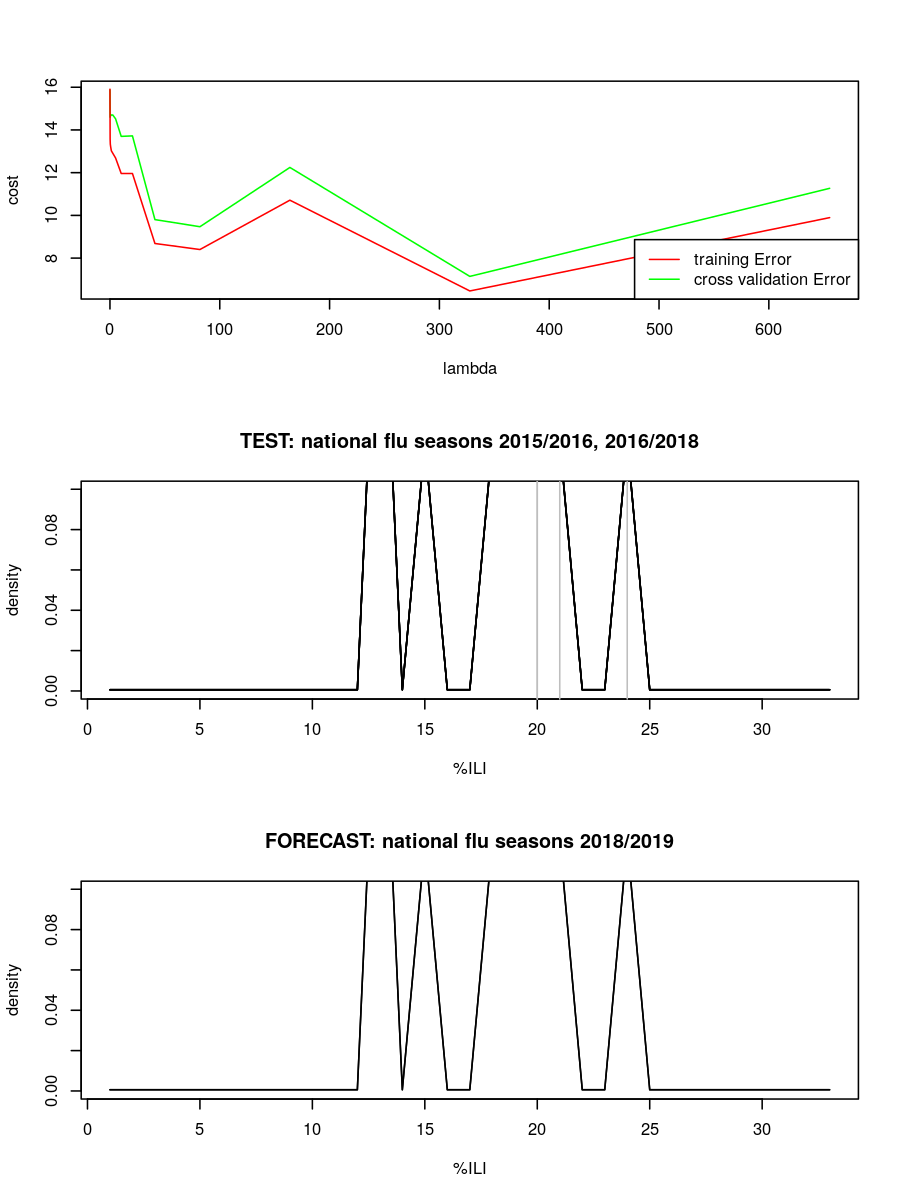 cost
16
14
12
10
8
training Error
cross validation Error
0 100 200 300 400 500 600
lambda
TEST: national flu seasons 2015/2016, 2016/2018
density
0.08
0.04
0.00
0 5 10 15 20 25 30
%ILI
FORECAST: national flu seasons 2018/2019
density
0.08
0.04
0.00
0 5 10 15 20 25 30
%ILI